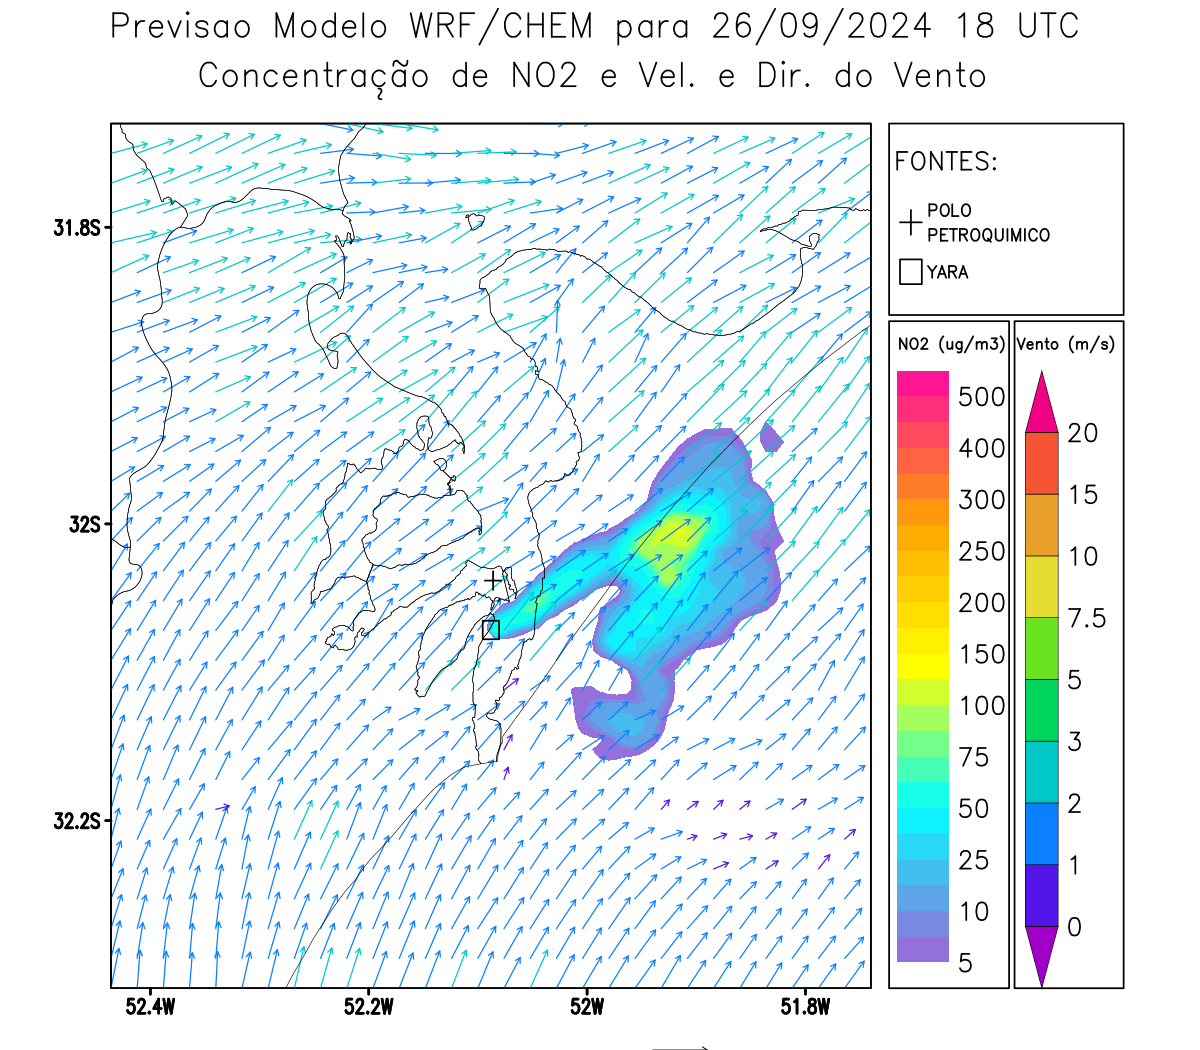 Previsao Modelo WRF/CHEM para 26/09/2024 18 UTC
Concentração de NO2 e Vel. e Dir. do Vento
FONTES:
POLO
PETROQUIMICO
YARA
31.8S
32S
32.2S
52.4W
52.2W
52W
51.8W
NO2 (ug/m3)
500
400
300
250
200
150
100
75
50
25
10
5
Vento (m/s)
20
15
10
7.5
5
3
2
1
0